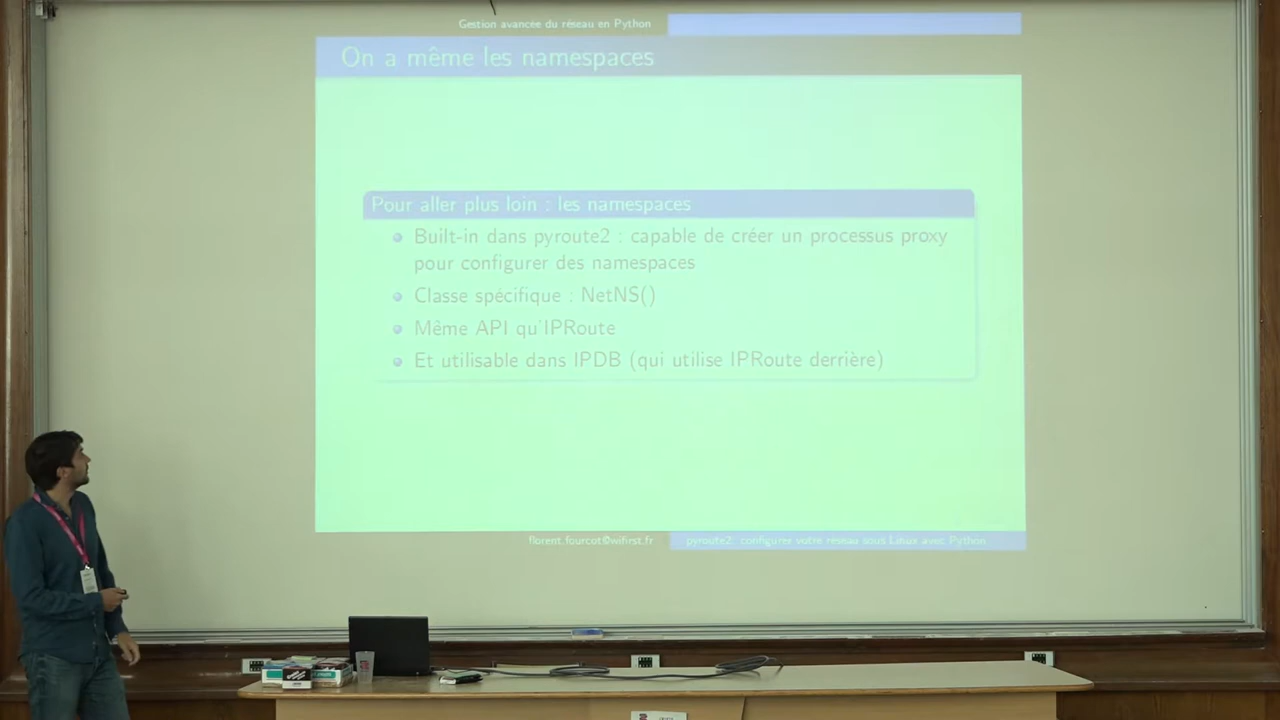 Gestion avancée du réseau en Python
On a même les namespaces
Pour aller plus loin : les namespaces
Built-in dans pyroute2 : capable de créer un processus proxy
pour configurer des namespaces
Classe spécifique : NetNS()
Même API qu'IPRoute
Et utilisable dans IPDB (qui utilise IPRoute derrière)
florent.fourcot@wifirst.fr
pyroute2: configurer votre réseau sous Linux avec Python